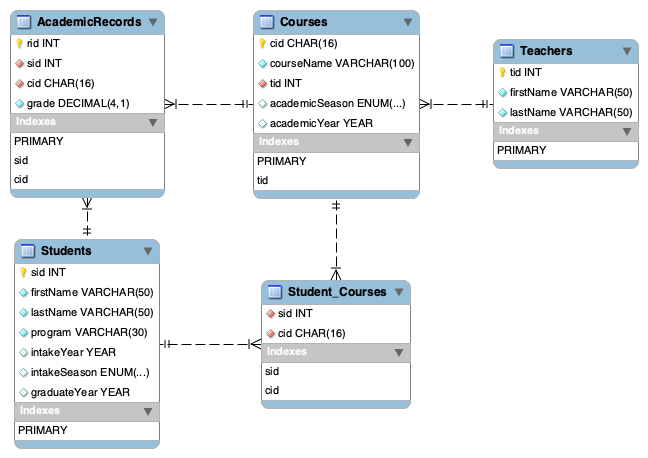 AcademicRecords
rid INT
sid INT
cid CHAR(16)
grade DECIMAL(4,1)
Indexes
PRIMARY
sid
cid
Courses
cid CHAR(16)
courseName VARCHAR(100)
tid INT
academicSeason ENUM(...)
academicYear YEAR
Indexes
PRIMARY
tid
Teachers
tid INT
firstName VARCHAR(50)
lastName VARCHAR(50)
Indexes
PRIMARY
Students
sid INT
firstName VARCHAR(50)
lastName VARCHAR(50)
program VARCHAR(30)
intakeYear YEAR
intakeSeason ENUM(...)
graduateYear YEAR
Indexes
PRIMARY
Student_Courses
sid INT
cid CHAR(16)
Indexes
sid
cid